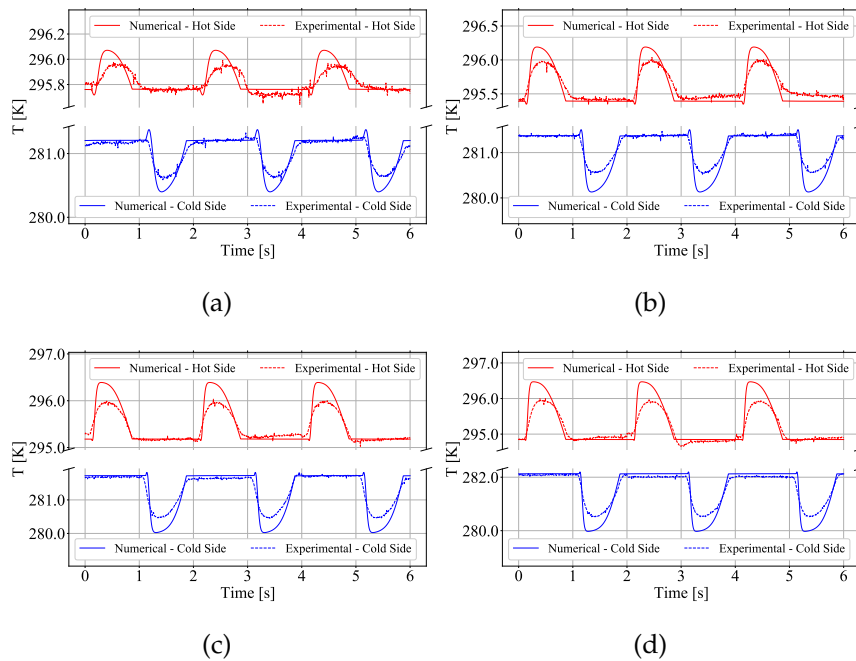 Numerical - Hot Side Experimental - Hot Side
296.2
296.0
295.8
T [K]
281.0
280.0
Numerical - Cold Side Experimental - Cold Side
0 1 2 3 4 5 6
Time [s]
(a)
Numerical - Hot Side Experimental - Hot Side
296.5
296.0
295.5
T [K]
281.0
280.0
Numerical - Cold Side Experimental - Cold Side
0 1 2 3 4 5 6
Time [s]
(b)
297.0
Numerical - Hot Side Experimental - Hot Side
296.0
295.0
T [K]
281.0
280.0
Numerical - Cold Side Experimental - Cold Side
0 1 2 3 4 5 6
Time [s]
(c)
297.0
Numerical - Hot Side Experimental - Hot Side
296.0
295.0
T [K]
282.0
280.0
Numerical - Cold Side Experimental - Cold Side
0 1 2 3 4 5 6
Time [s]
(d)